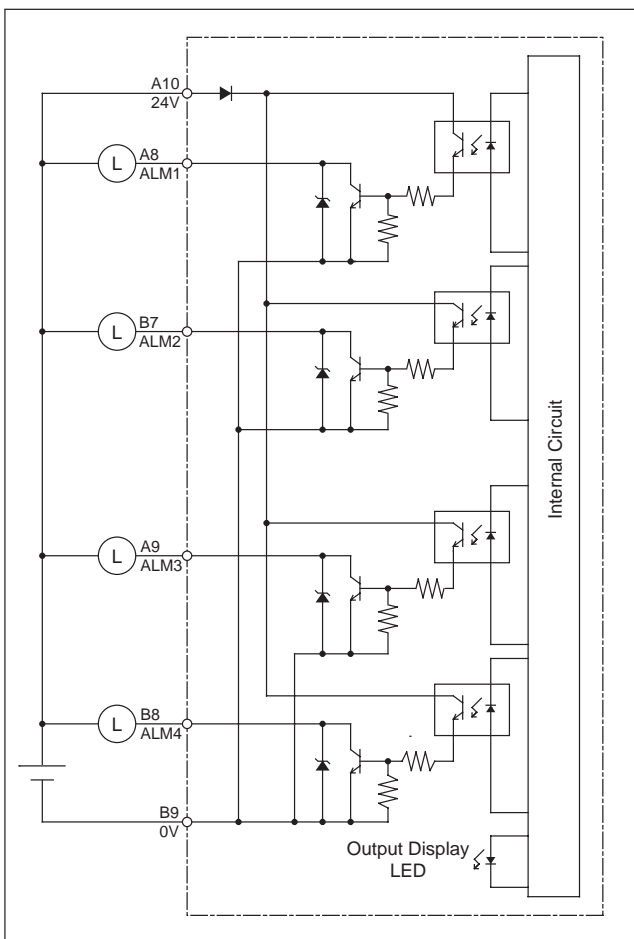 A10
24V
L
A8
ALM1
L
B7
ALM2
L
A9
ALM3
L
B8
ALM4
B9
0V
Output Display
LED
Internal Circuit